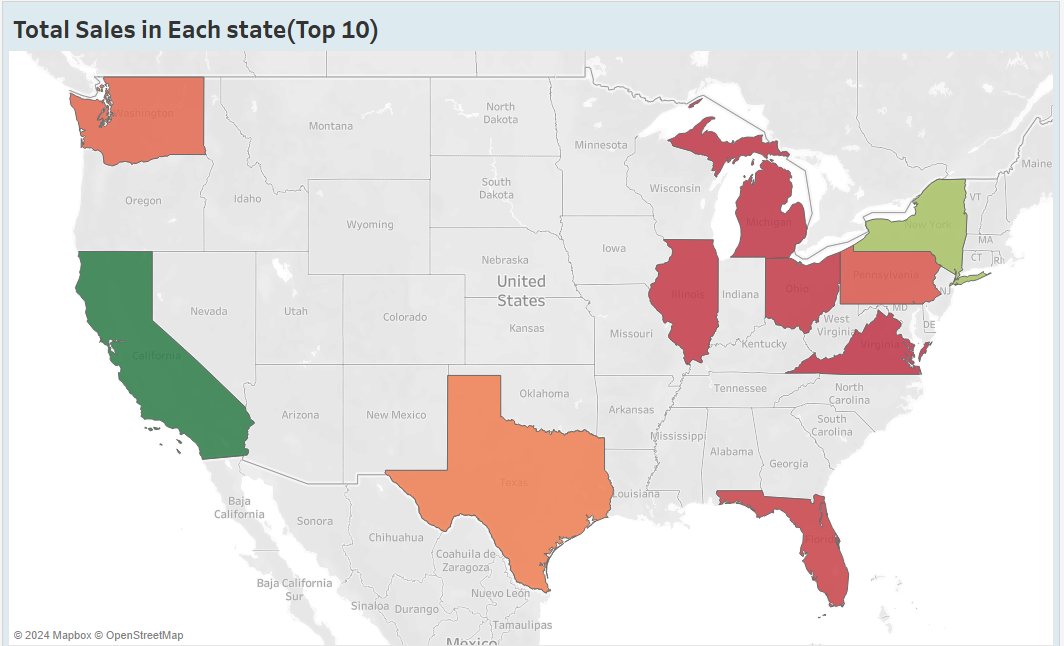 Total Sales in Each state(Top 10)
Washington
Montana
North
Dakota
Minnesota
Maine
Oregon
Idaho
South
Dakota
Wisconsin
VT
Wyoming
Michigan
New York
MA
Iowa
CT
RI
Nebraska
Pennsylvania
United
States
Illinois
Indiana
Ohio
NJ
Nevada
Utah
Colorado
Kansas
Missouri
West
Virginia
MD
DE
California
Kentucky
Virginia
Arizona
New Mexico
Oklahoma
Arkansas
Tennessee
North
Carolina
South
Carolina
Mississippi
Alabama
Georgia
Texas
Louisiana
Baja
California
Sonora
Chihuahua
Florida
Coahuila de
Zaragoza
Baja California
Sur
Nuevo León
Sinaloa
Durango
Tamaulipas
Mexico
© 2024 Mapbox © OpenStreetMap